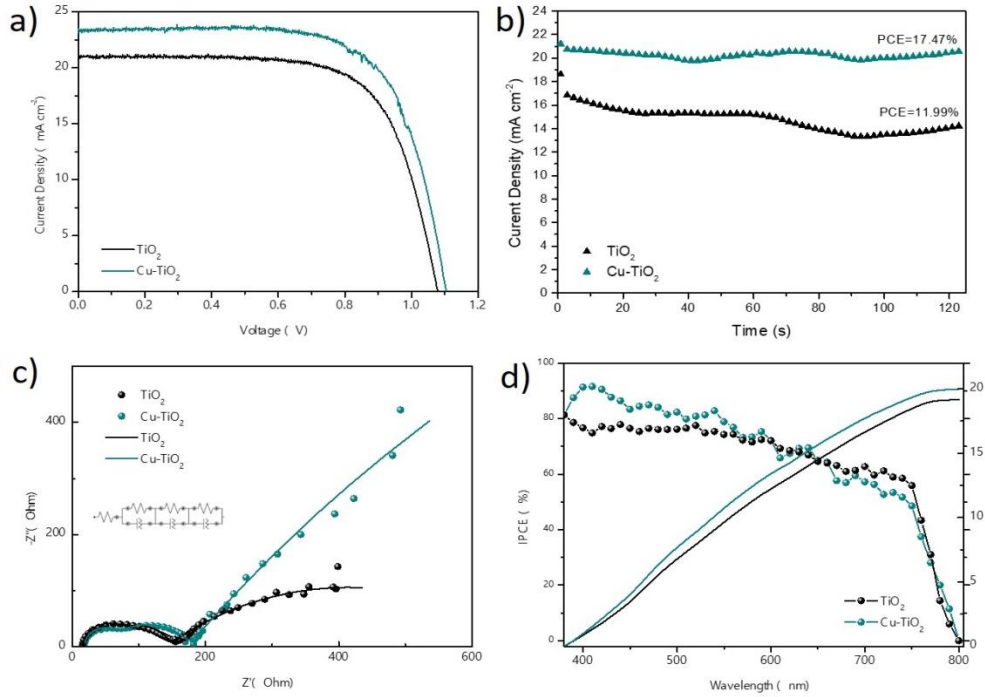 a)
25
20
15
10
5
0
Current Density ( mA cm⁻²)
TiO₂
Cu-TiO₂
0.0 0.2 0.4 0.6 0.8 1.0 1.2
Voltage ( V)
b)
24
22
20
18
16
14
12
10
8
6
4
2
0
Curent Density (mA cm⁻²)
PCE=17.47%
PCE=11.99%
TiO₂
Cu-TiO₂
0 20 40 60 80 100 120
Time (s)
c)
400
200
0
-Z''( Ohm)
TiO₂
Cu-TiO₂
TiO₂
Cu-TiO₂
0 200 400 600
Z'( Ohm)
d)
100
80
60
40
20
0
IPCE ( %)
20
15
10
5
0
TiO₂
Cu-TiO₂
400 500 600 700 800
Wavelength ( nm)